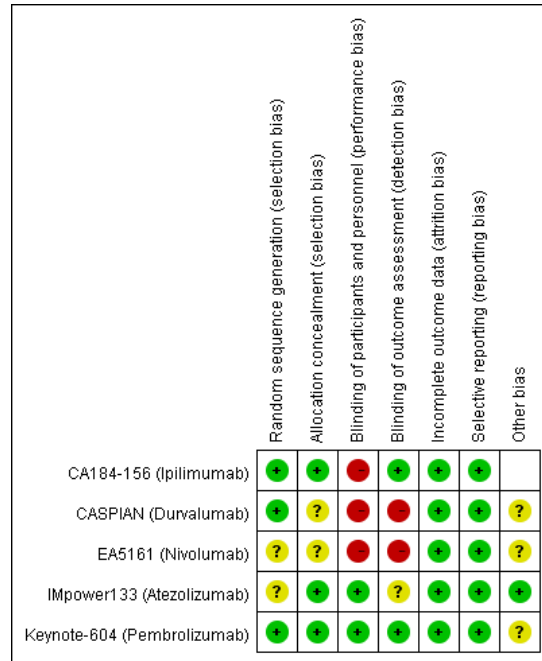 Random sequence generation (selection bias)
Allocation concealment (selection bias)
Blinding of participants and personnel (performance bias)
Blinding of outcome assessment (detection bias)
Incomplete outcome data (attrition bias)
Selective reporting (reporting bias)
Other bias
CA184-156 (Ipilimumab) + + - + + +
CASPIAN (Durvalumab) + ? - - + + ?
EA5161 (Nivolumab) ? ? - - + + ?
IMpower133 (Atezolizumab) ? + + ? + + +
Keynote-604 (Pembrolizumab) + + + + + + ?